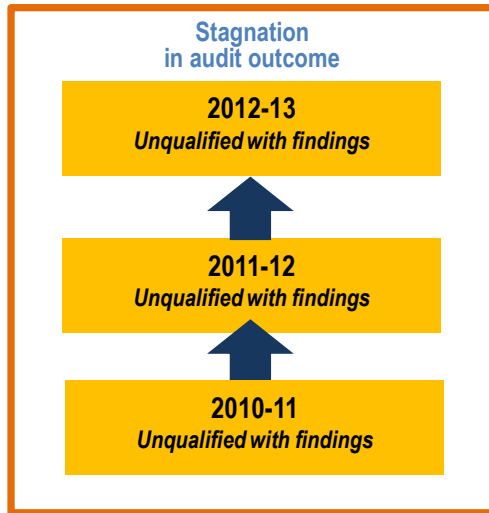 Stagnation
in audit outcome
2012-13
Unqualified with findings
2011-12
Unqualified with findings
2010-11
Unqualified with findings